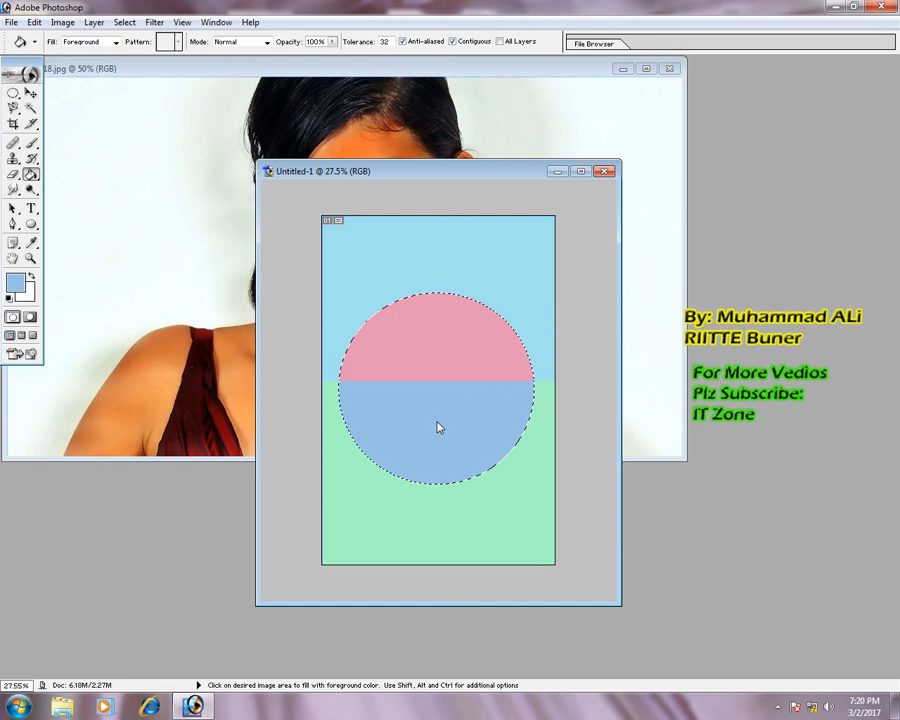 Adobe Photoshop
File Edit Image Layer Select Filter View Window Help
Fill: Foreground Pattern: Mode: Normal Opacity: 100% Tolerance: 32 Anti-aliased Contiguous All Layers File Browser
18.jpg @ 50% (RGB)
Untitled-1 @ 27.5% (RGB)
01
By: Muhammad ALi
RIITTE Buner
For More Vedios
Plz Subscribe:
IT Zone
27.55% Doc: 6.18M/2.27M Click on desired image area to fill with foreground color. Use Shift, Alt and Ctrl for additional options
7:20 PM
3/2/2017